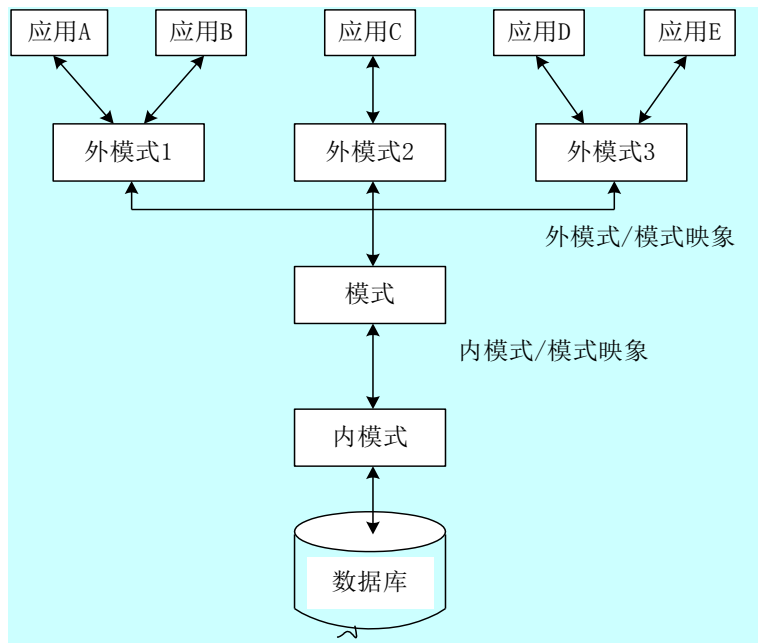 应用A 应用B 应用C 应用D 应用E
外模式1 外模式2 外模式3
外模式/模式映象
模式
内模式/模式映象
内模式
数据库